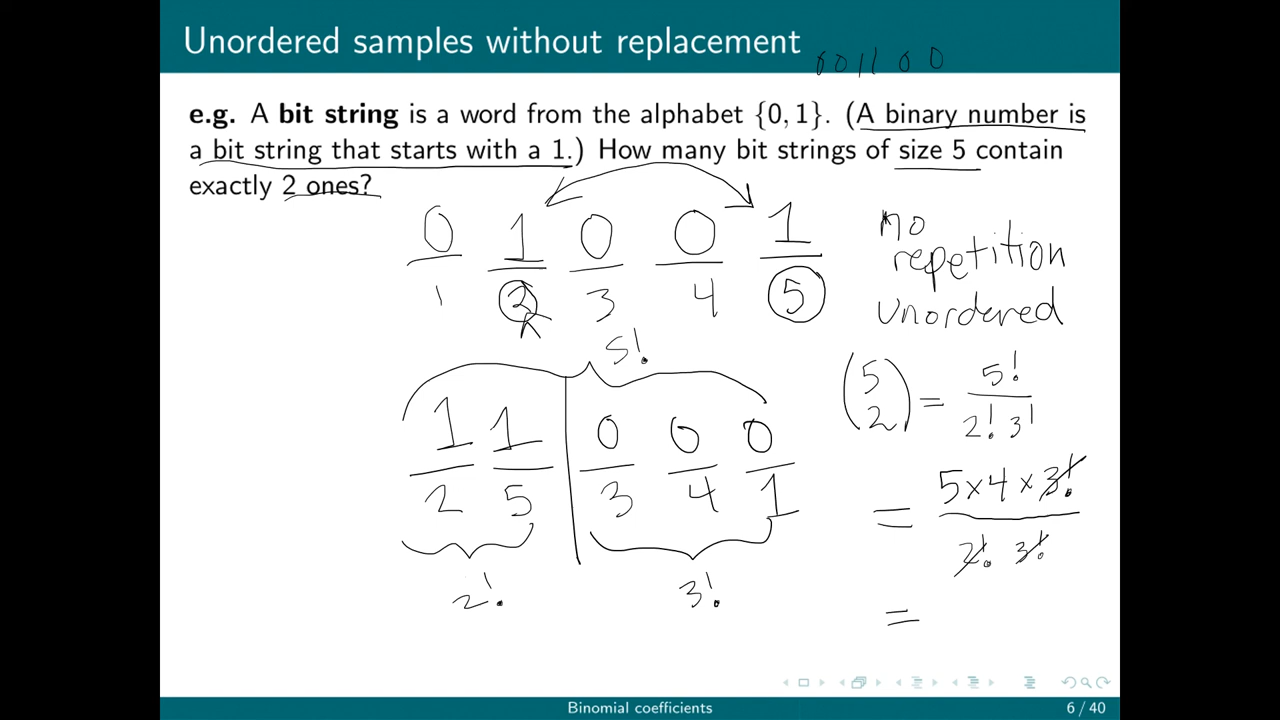 Unordered samples without replacement
001100
e.g. A bit string is a word from the alphabet {0, 1}. (A binary number is
a bit string that starts with a 1.) How many bit strings of size 5 contain
exactly 2 ones?
0 1 0 0 1
1 2 3 4 5
no
repetition
unordered
5!
1 1 0 0 0
2 5 3 4 1
2! 3!
(5 2) = 5! / 2! 3!
= 5 × 4 × 3! / 2! 3!
=
Binomial coefficients
6 / 40